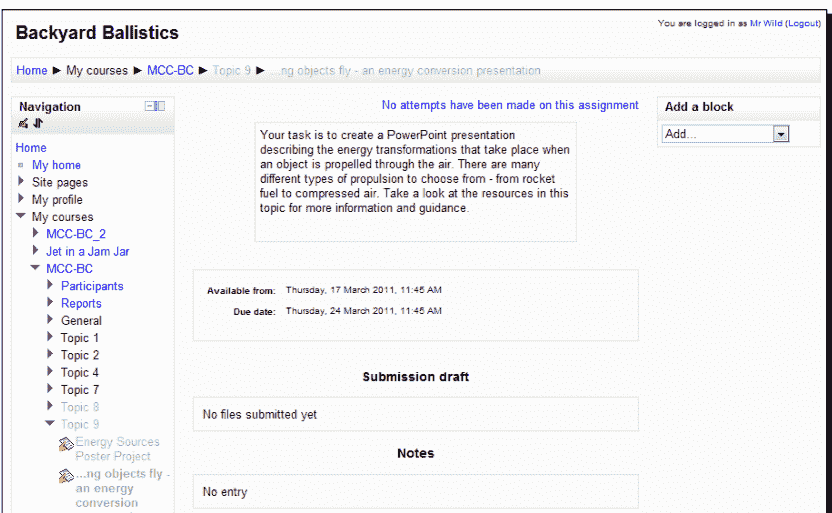 Backyard Ballistics
You are logged in as Mr Wild (Logout)
Home ► My courses ► MCC-BC ► Topic 9 ► ...ng objects fly - an energy conversion presentation
Navigation
Home
My home
Site pages
My profile
My courses
MCC-BC_2
Jet in a Jam Jar
MCC-BC
Participants
Reports
General
Topic 1
Topic 2
Topic 4
Topic 7
Topic 8
Topic 9
Energy Sources
Poster Project
...ng objects fly -
an energy
conversion
No attempts have been made on this assignment
Your task is to create a PowerPoint presentation
describing the energy transformations that take place when
an object is propelled through the air. There are many
different types of propulsion to choose from - from rocket
fuel to compressed air. Take a look at the resources in this
topic for more information and guidance.
Available from: Thursday, 17 March 2011, 11:45 AM
Due date: Thursday, 24 March 2011, 11:45 AM
Submission draft
No files submitted yet
Notes
No entry
Add a block
Add...